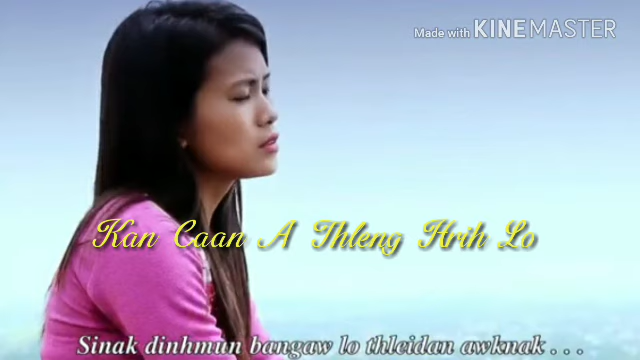 Made with KINEMASTER
Kan Caan A Thleng Hrih Lo
Sinak dinhmun bangaw lo thleidan awknak . . .